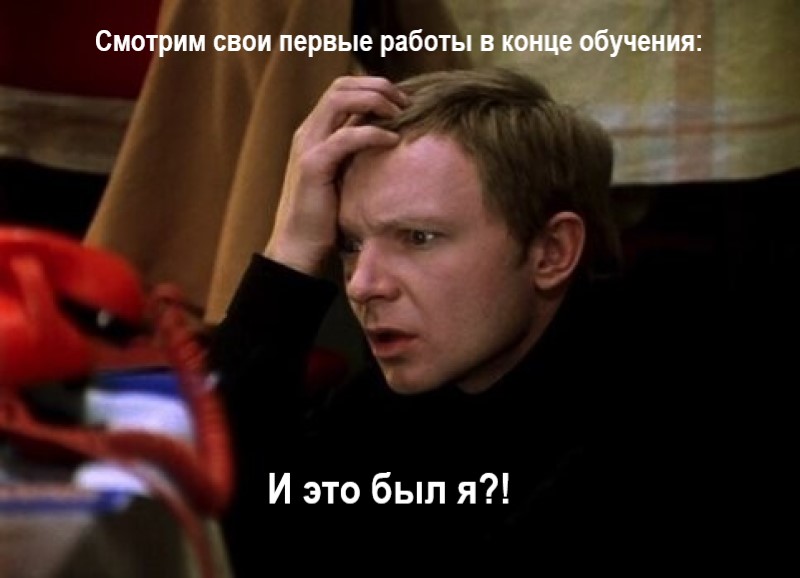 Смотрим свои первые работы в конце обучения:
И это был я?!